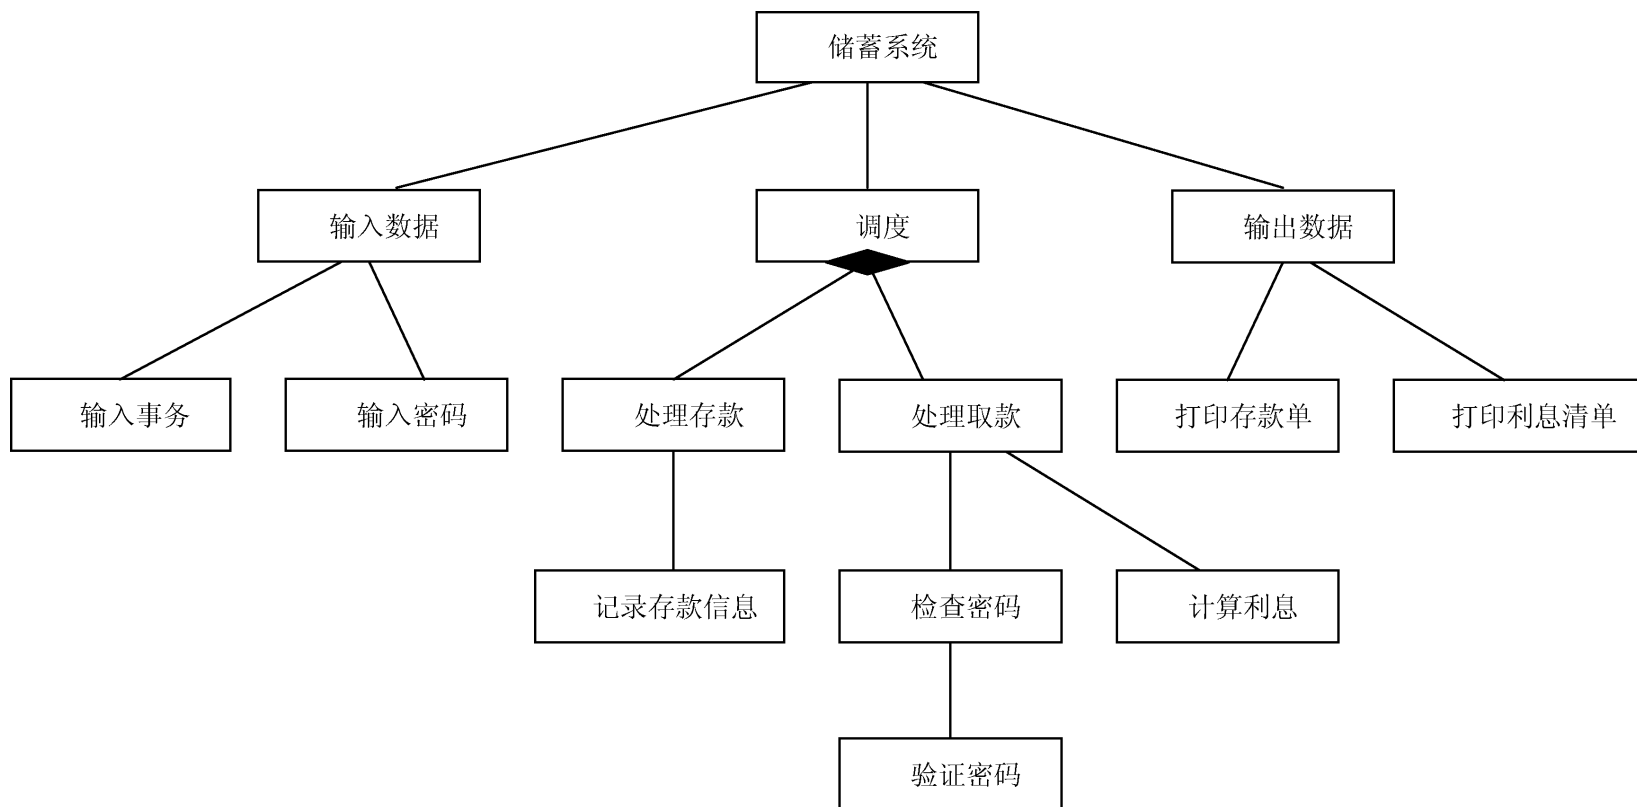 储蓄系统
输入数据
调度
输出数据
输入事务
输入密码
处理存款
处理取款
打印存款单
打印利息清单
记录存款信息
检查密码
计算利息
验证密码